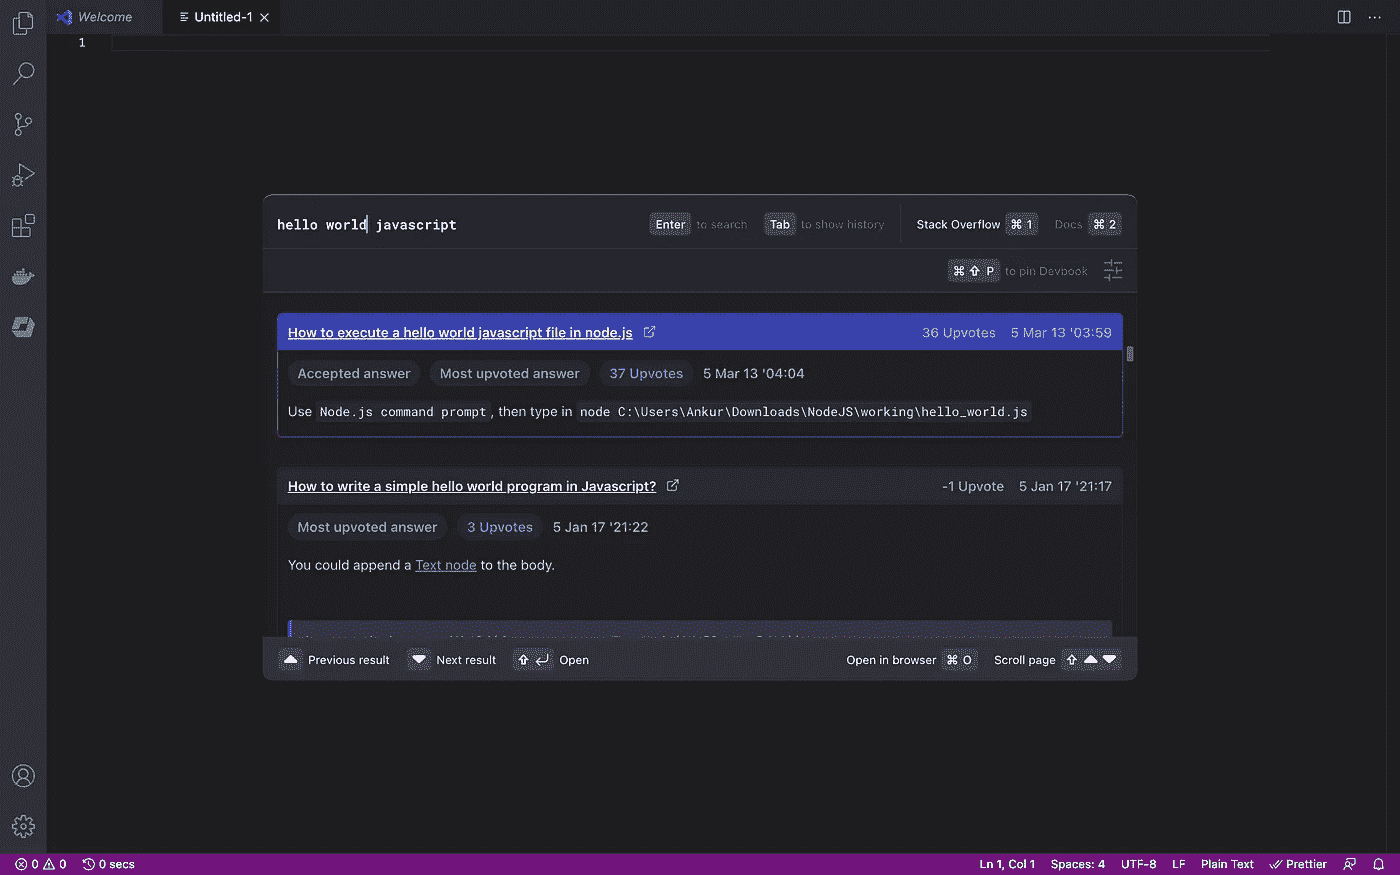 Welcome Untitled-1
1
hello world javascript Enter to search Tab to show history Stack Overflow ⌘ 1 Docs ⌘ 2
⌘ ⇧ P to pin Devbook
How to execute a hello world javascript file in node.js 36 Upvotes 5 Mar 13 '03:59
Accepted answer Most upvoted answer 37 Upvotes 5 Mar 13 '04:04
Use Node.js command prompt, then type in node C:\Users\Ankur\Downloads\NodeJS\working\hello_world.js
How to write a simple hello world program in Javascript? -1 Upvote 5 Jan 17 '21:17
Most upvoted answer 3 Upvotes 5 Jan 17 '21:22
You could append a Text node to the body.
Previous result Next result Open Open in browser ⌘ O Scroll page
0 0 0 secs Ln 1, Col 1 Spaces: 4 UTF-8 LF Plain Text Prettier